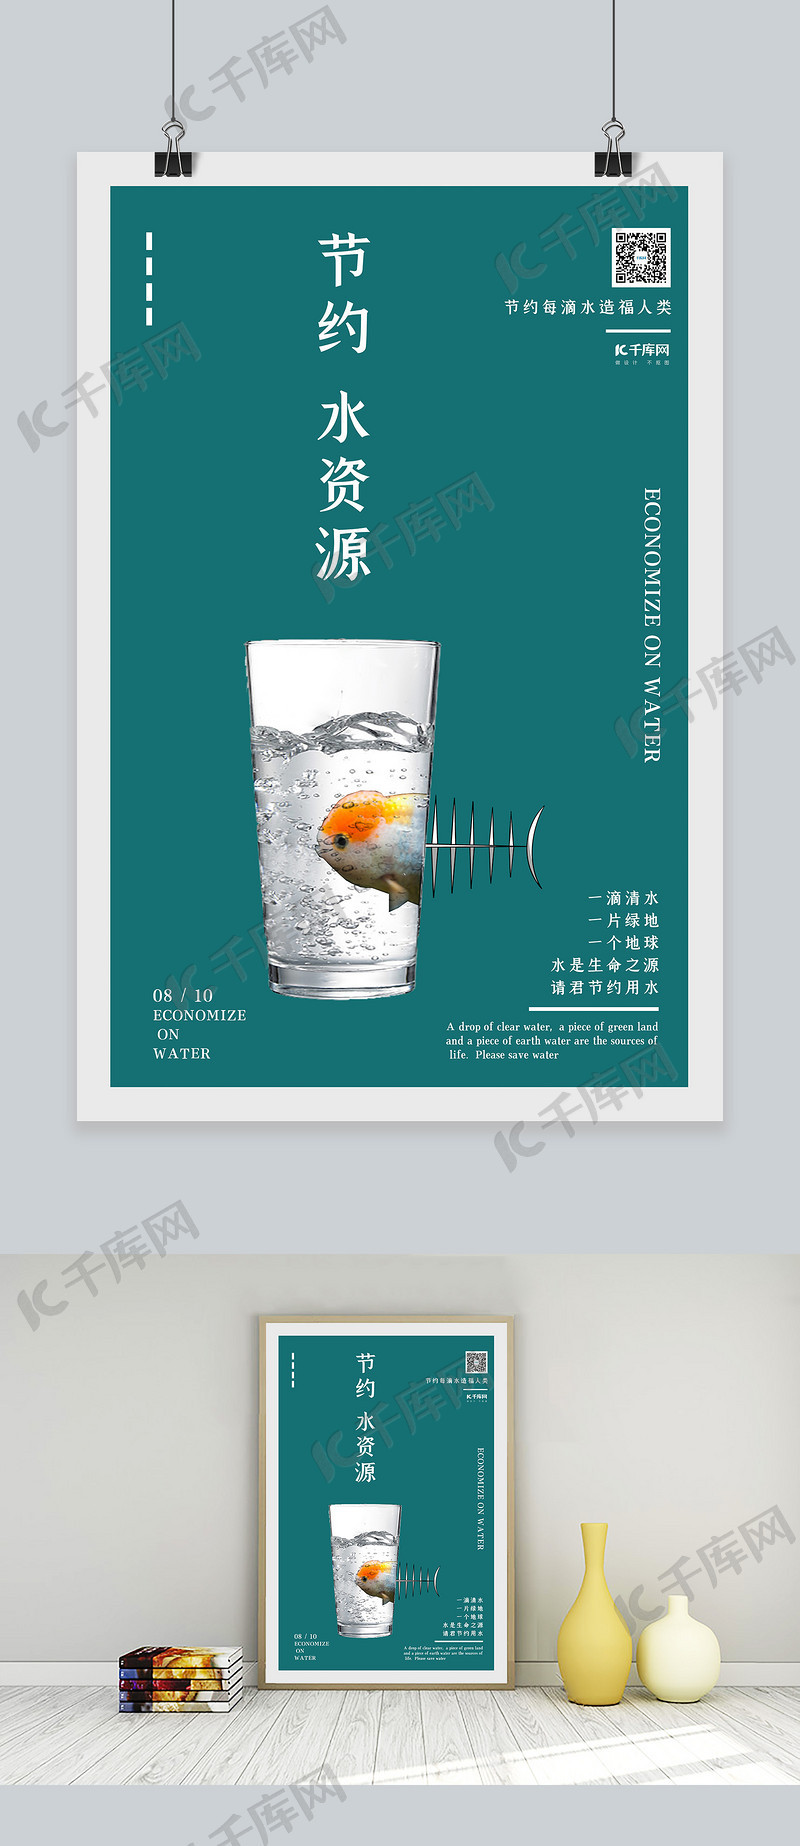 节约 水资源
节约每滴水造福人类
千库网
做设计 不抠图
ECONOMIZE ON WATER
一滴清水
一片绿地
一个地球
水是生命之源
请君节约用水
08 / 10
ECONOMIZE
ON
WATER
A drop of clear water, a piece of green land
and a piece of earth water are the sources of
life. Please save water
节约 水资源
节约每滴水造福人类
千库网
ECONOMIZE ON WATER
一滴清水
一片绿地
一个地球
水是生命之源
请君节约用水
08 / 10
ECONOMIZE
ON
WATER
A drop of clear water, a piece of green land
and a piece of earth water are the sources of
life. Please save water